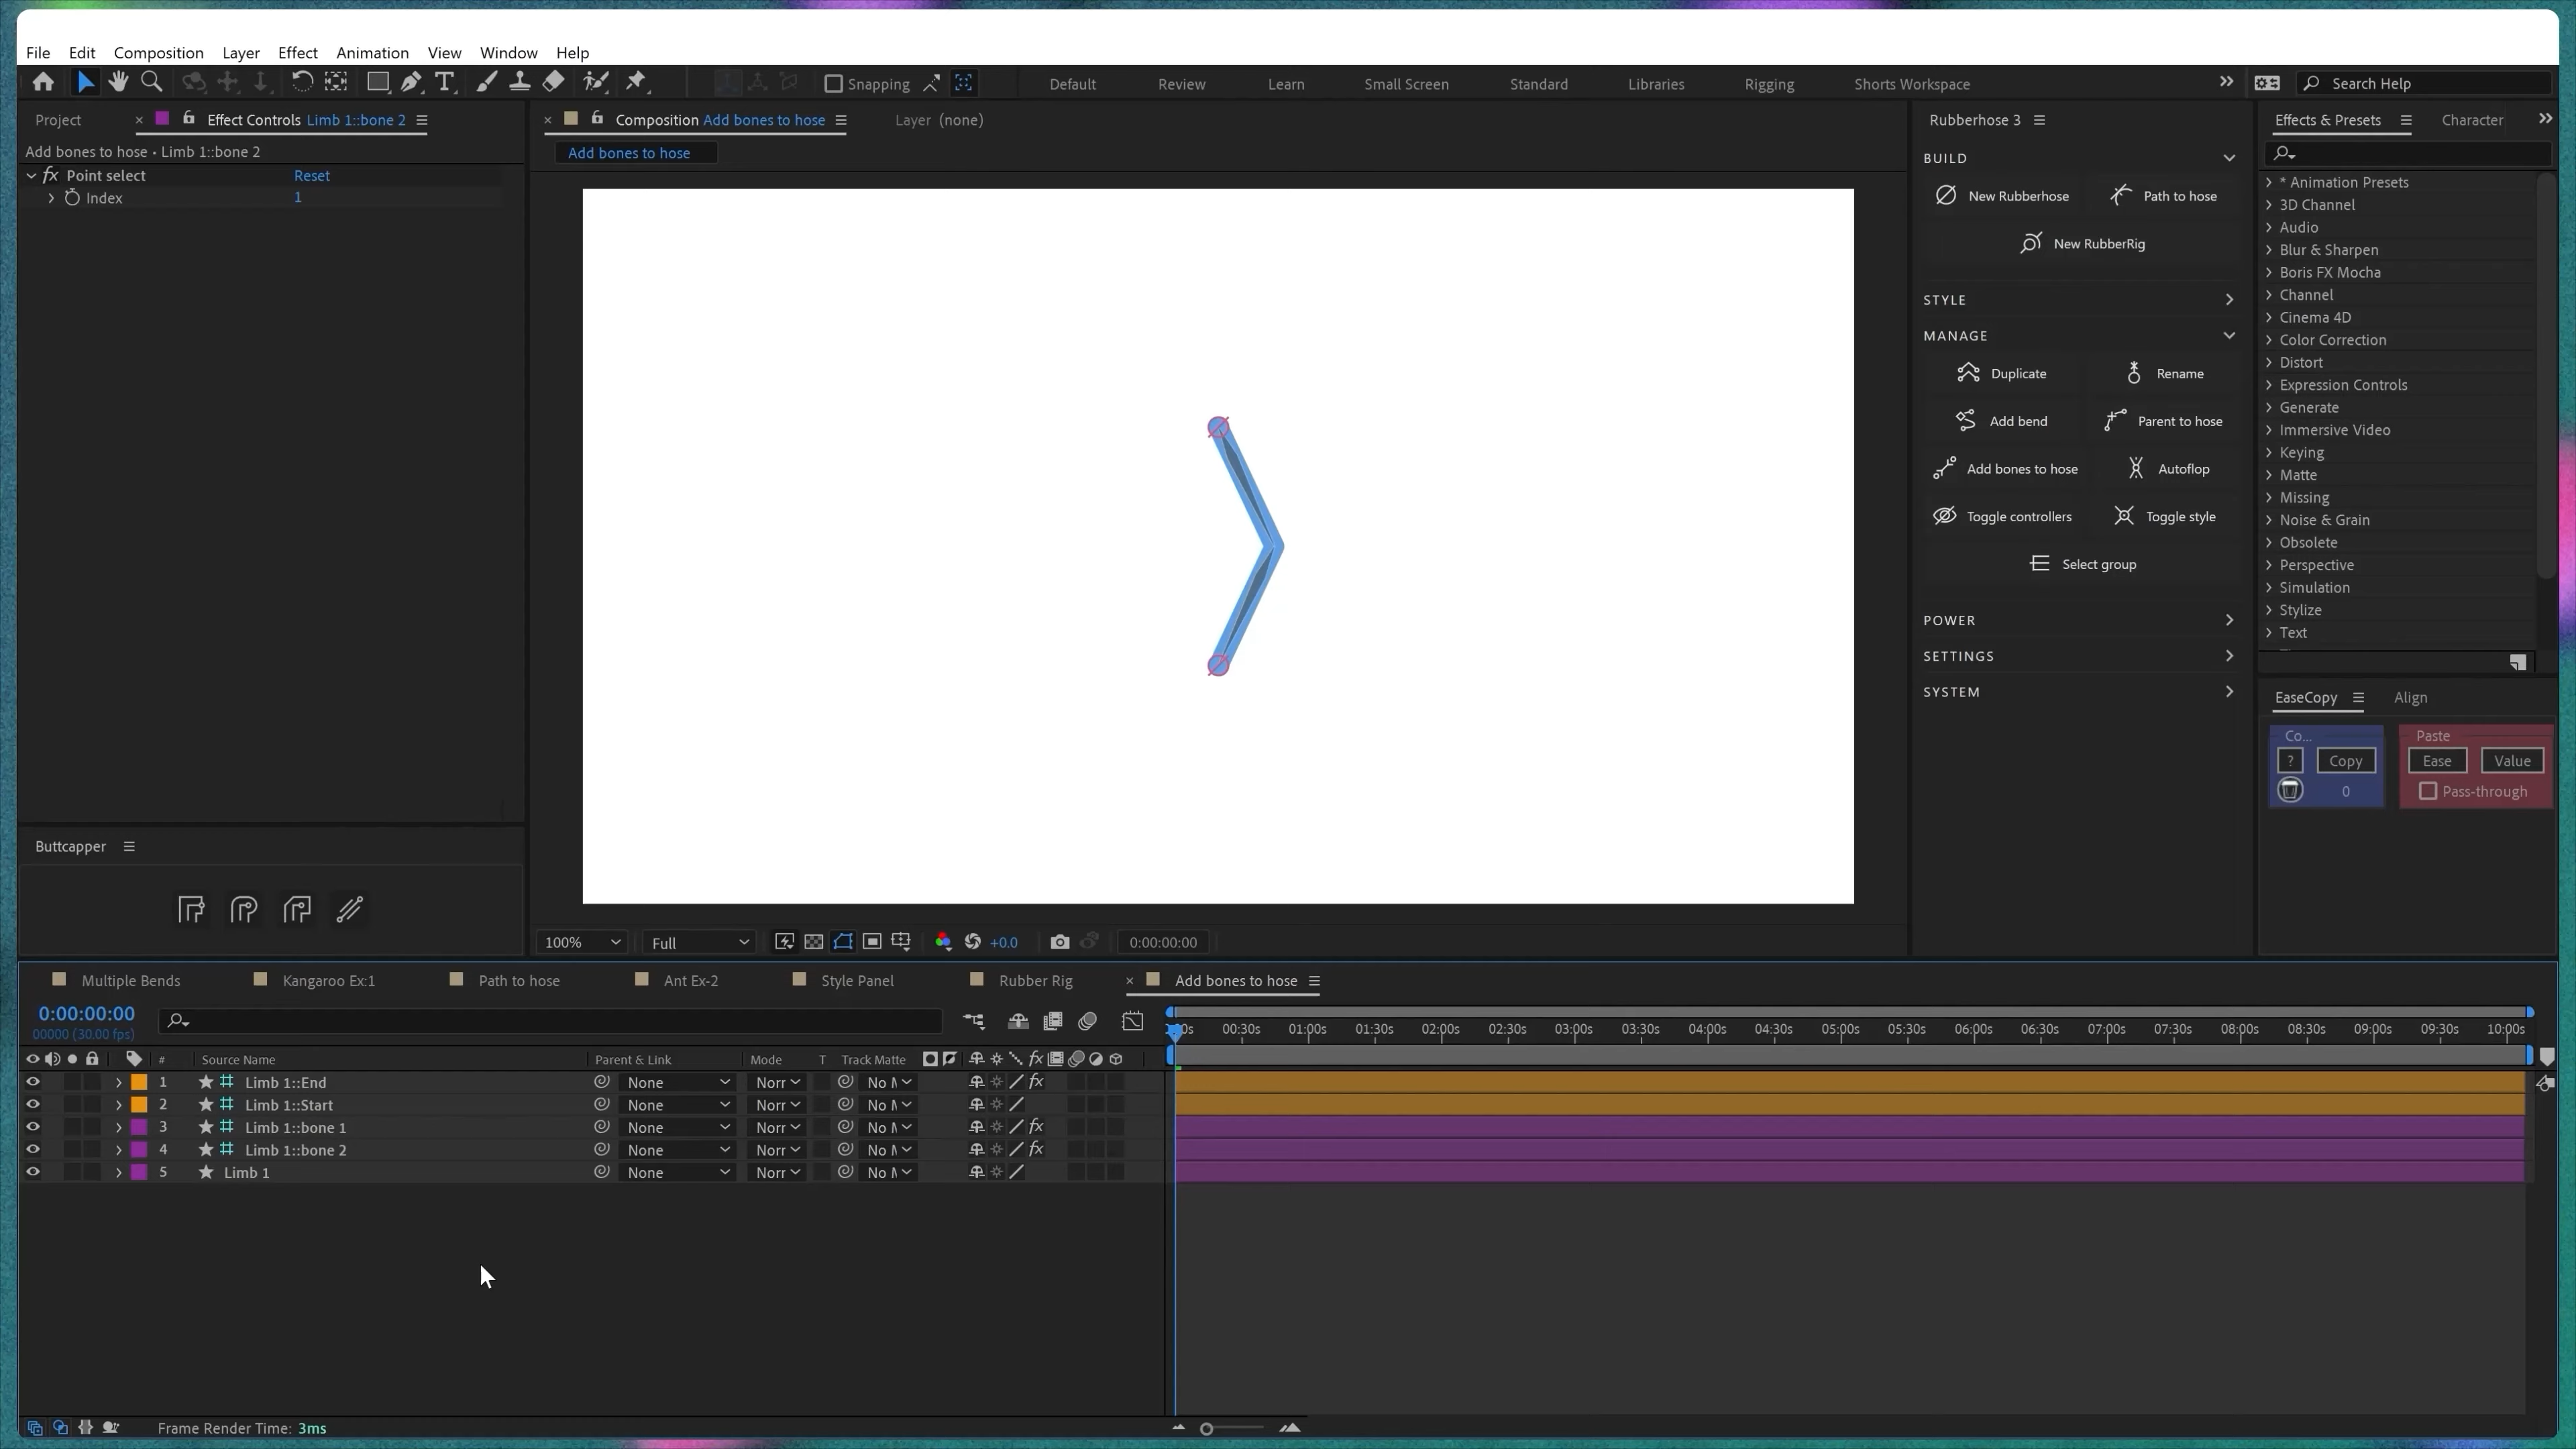 File Edit Composition Layer Effect Animation View Window Help
Snapping Default Review Learn Small Screen Standard Libraries Rigging Shorts Workspace Search Help
Project Effect Controls Limb 1::bone 2
Add bones to hose • Limb 1::bone 2
fx Point select Reset
Index 1
Buttcapper
Composition Add bones to hose Layer (none)
Add bones to hose
100% Full +0.0 0:00:00:00
Rubberhose 3
BUILD
New Rubberhose Path to hose
New RubberRig
STYLE
MANAGE
Duplicate Rename
Add bend Parent to hose
Add bones to hose Autoflop
Toggle controllers Toggle style
Select group
POWER
SETTINGS
SYSTEM
Effects & Presets Character
* Animation Presets
3D Channel
Audio
Blur & Sharpen
Boris FX Mocha
Channel
Cinema 4D
Color Correction
Distort
Expression Controls
Generate
Immersive Video
Keying
Matte
Missing
Noise & Grain
Obsolete
Perspective
Simulation
Stylize
Text
EaseCopy Align
Co... Paste
? Copy Ease Value
0 Pass-through
Multiple Bends Kangaroo Ex:1 Path to hose Ant Ex-2 Style Panel Rubber Rig Add bones to hose
0:00:00:00
00000 (30.00 fps)
00:30s 01:00s 01:30s 02:00s 02:30s 03:00s 03:30s 04:00s 04:30s 05:00s 05:30s 06:00s 06:30s 07:00s 07:30s 08:00s 08:30s 09:00s 09:30s 10:00s
# Source Name Parent & Link Mode T Track Matte fx
1 Limb 1::End None Norr No M fx
2 Limb 1::Start None Norr No M
3 Limb 1::bone 1 None Norr No M fx
4 Limb 1::bone 2 None Norr No M fx
5 Limb 1 None Norr No M
Frame Render Time: 3ms